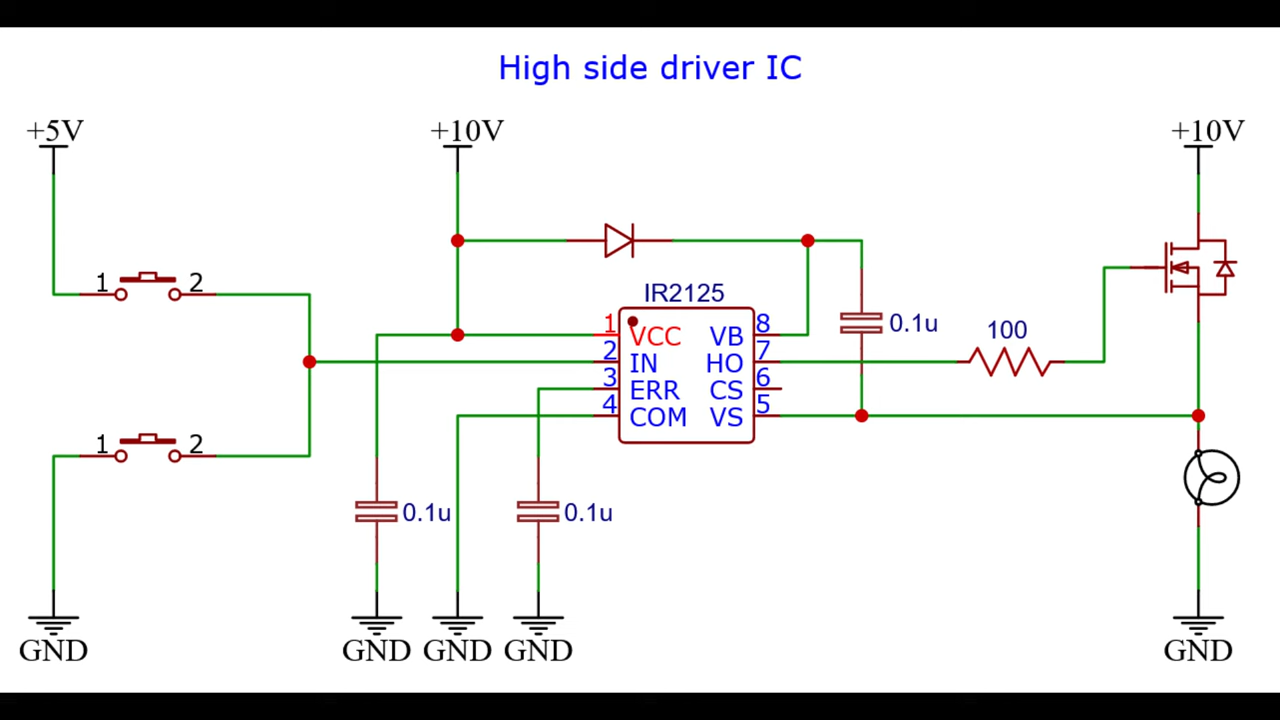 High side driver IC
+5V
+10V
+10V
1 2
IR2125
1 VCC VB 8
0.1u
100
2 IN HO 7
3 ERR CS 6
4 COM VS 5
1 2
0.1u
0.1u
GND
GND
GND
GND
GND